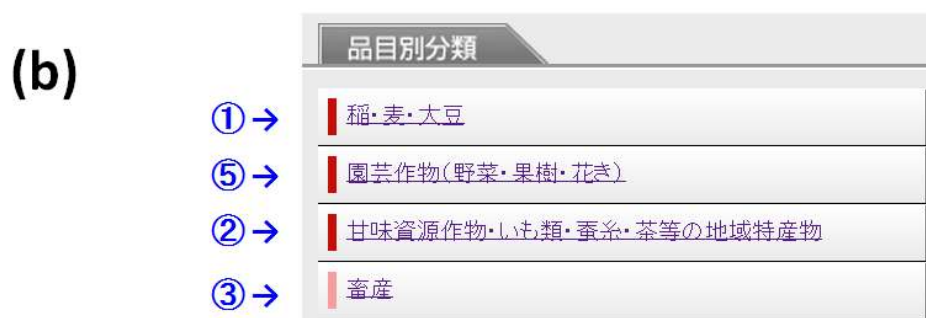 (b)
品目別分類
①→ 稲・麦・大豆
⑤→ 園芸作物(野菜・果樹・花き)
②→ 甘味資源作物・いも類・蚕糸・茶等の地域特産物
③→ 畜産